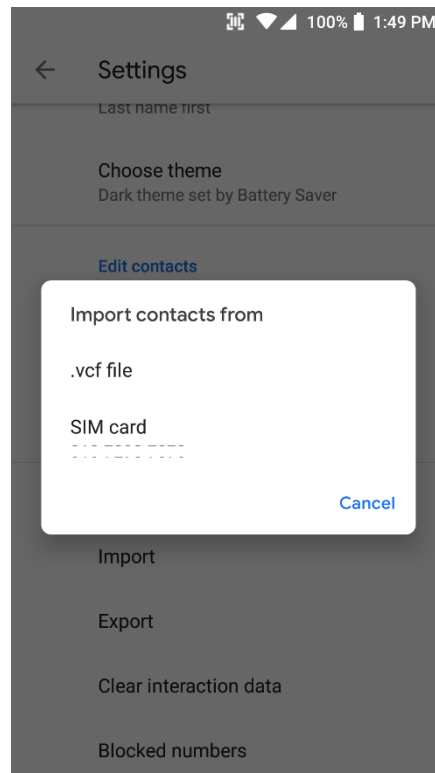 100% 1:49 PM
Settings
Last name first
Choose theme
Dark theme set by Battery Saver
Edit contacts
Import contacts from
.vcf file
SIM card
Cancel
Import
Export
Clear interaction data
Blocked numbers